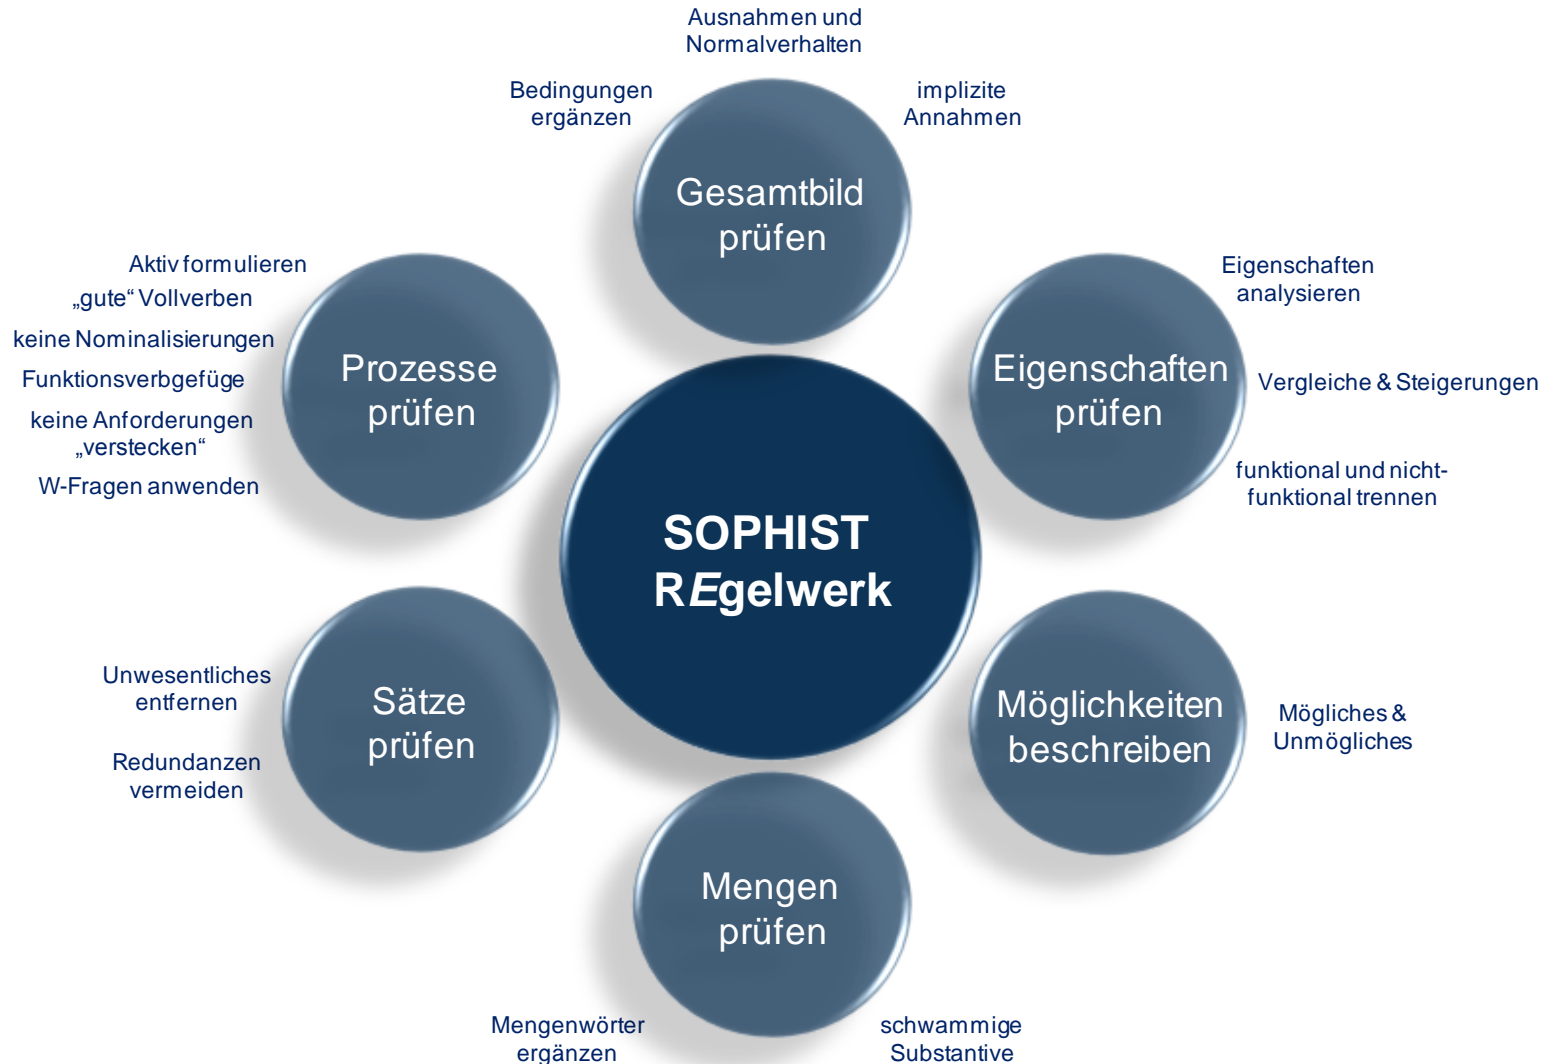 Ausnahmen und
Normalverhalten
Bedingungen
ergänzen
implizite
Annahmen
Gesamtbild
prüfen
Aktiv formulieren
„gute“ Vollverben
keine Nominalisierungen
Funktionsverbgefüge
keine Anforderungen
„verstecken“
W-Fragen anwenden
Prozesse
prüfen
Eigenschaften
prüfen
Eigenschaften
analysieren
Vergleiche & Steigerungen
funktional und nicht-
funktional trennen
SOPHIST
REgelwerk
Unwesentliches
entfernen
Redundanzen
vermeiden
Sätze
prüfen
Möglichkeiten
beschreiben
Mögliches &
Unmögliches
Mengen
prüfen
Mengenwörter
ergänzen
schwammige
Substantive